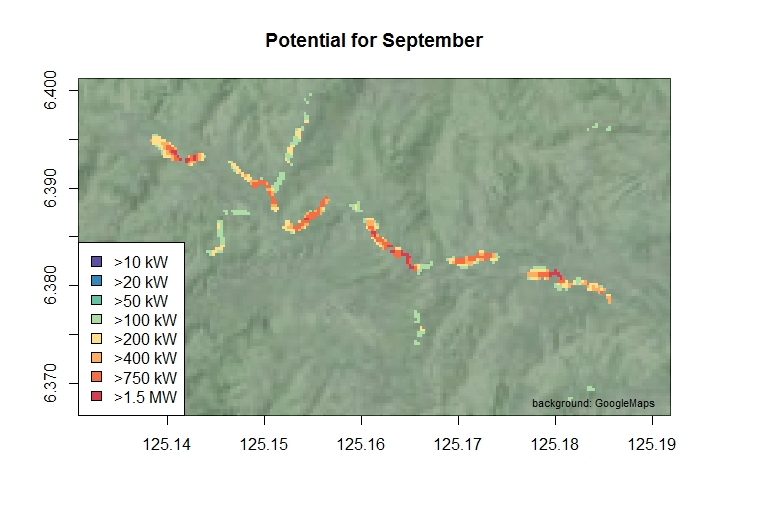 Potential for September
6.400
6.390
6.380
6.370
>10 kW
>20 kW
>50 kW
>100 kW
>200 kW
>400 kW
>750 kW
>1.5 MW
background: GoogleMaps
125.14 125.15 125.16 125.17 125.18 125.19